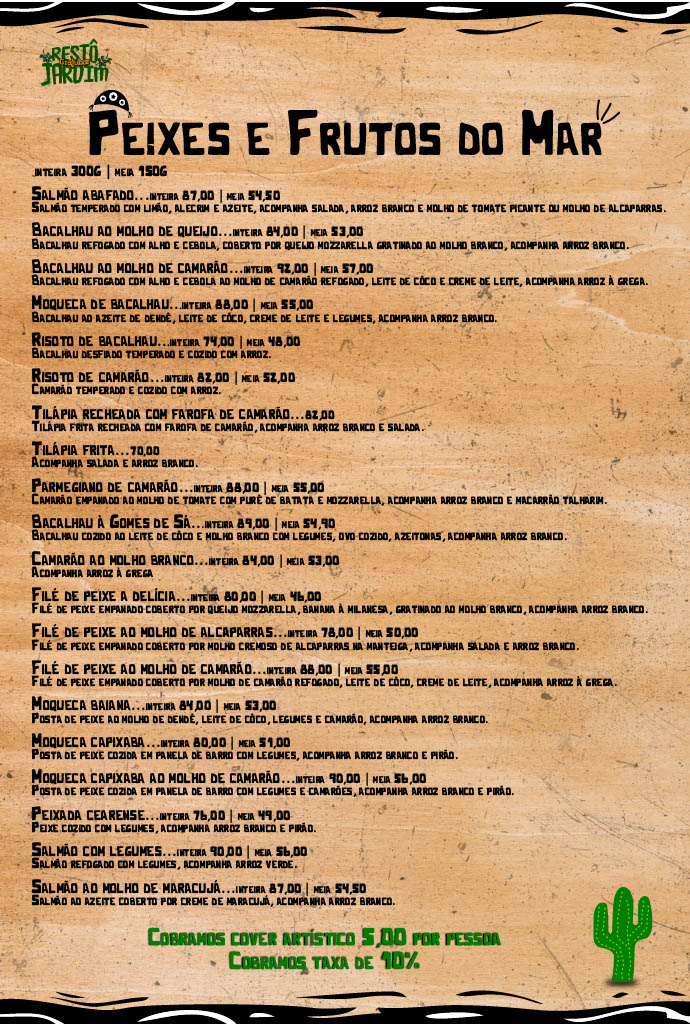 RESTÔ
JARDIM
PEIXES E FRUTOS DO MAR
INTEIRA 300G | MEIA 150G
SALMÃO ABAFADO...INTEIRA 87,00 | MEIA 54,50
SALMÃO TEMPERADO COM LIMÃO, ALECRIM E AZEITE, ACOMPANHA SALADA, ARROZ BRANCO E MOLHO DE TOMATE PICANTE OU MOLHO DE ALCAPARRAS.
BACALHAU AO MOLHO DE QUEIJO...INTEIRA 84,00 | MEIA 53,00
BACALHAU REFOGADO COM ALHO E CEBOLA, COBERTO POR QUEIJO MOZZARELLA GRATINADO AO MOLHO BRANCO, ACOMPANHA ARROZ BRANCO.
BACALHAU AO MOLHO DE CAMARÃO...INTEIRA 92,00 | MEIA 57,00
BACALHAU REFOGADO COM ALHO E CEBOLA AO MOLHO DE CAMARÃO REFOGADO, LEITE DE CÔCO E CREME DE LEITE, ACOMPANHA ARROZ À GREGA.
MOQUECA DE BACALHAU...INTEIRA 88,00 | MEIA 55,00
BACALHAU AO AZEITE DE DENDÊ, LEITE DE CÔCO, CREME DE LEITE E LEGUMES, ACOMPANHA ARROZ BRANCO.
RISOTO DE BACALHAU...INTEIRA 74,00 | MEIA 48,00
BACALHAU DESFIADO TEMPERADO E COZIDO COM ARROZ.
RISOTO DE CAMARÃO...INTEIRA 82,00 | MEIA 52,00
CAMARÃO TEMPERADO E COZIDO COM ARROZ.
TILÁPIA RECHEADA COM FAROFA DE CAMARÃO...82,00
TILÁPIA FRITA RECHEADA COM FAROFA DE CAMARÃO, ACOMPANHA ARROZ BRANCO E SALADA.
TILÁPIA FRITA...70,00
ACOMPANHA SALADA E ARROZ BRANCO.
PARMEGIANO DE CAMARÃO...INTEIRA 88,00 | MEIA 55,00
CAMARÃO EMPANADO AO MOLHO DE TOMATE COM PURÊ DE BATATA E MOZZARELLA, ACOMPANHA ARROZ BRANCO E MACARRÃO TALHARIM.
BACALHAU À GOMES DE SÁ...INTEIRA 89,00 | MEIA 54,90
BACALHAU COZIDO AO LEITE DE CÔCO E MOLHO BRANCO COM LEGUMES, OVO COZIDO, AZEITONAS, ACOMPANHA ARROZ BRANCO.
CAMARÃO AO MOLHO BRANCO...INTEIRA 84,00 | MEIA 53,00
ACOMPANHA ARROZ À GREGA
FILÉ DE PEIXE A DELÍCIA...INTEIRA 80,00 | MEIA 46,00
FILÉ DE PEIXE EMPANADO COBERTO POR QUEIJO MOZZARELLA, BANANA À MILANESA, GRATINADO AO MOLHO BRANCO, ACOMPANHA ARROZ BRANCO.
FILÉ DE PEIXE AO MOLHO DE ALCAPARRAS...INTEIRA 78,00 | MEIA 50,00
FILÉ DE PEIXE EMPANADO COBERTO POR MOLHO CREMOSO DE ALCAPARRAS NA MANTEIGA, ACOMPANHA SALADA E ARROZ BRANCO.
FILÉ DE PEIXE AO MOLHO DE CAMARÃO...INTEIRA 88,00 | MEIA 55,00
FILÉ DE PEIXE EMPANADO COBERTO POR MOLHO DE CAMARÃO REFOGADO, LEITE DE CÔCO, CREME DE LEITE, ACOMPANHA ARROZ À GREGA.
MOQUECA BAIANA...INTEIRA 84,00 | MEIA 53,00
POSTA DE PEIXE AO MOLHO DE DENDÊ, LEITE DE CÔCO, LEGUMES E CAMARÃO, ACOMPANHA ARROZ BRANCO.
MOQUECA CAPIXABA...INTEIRA 80,00 | MEIA 51,00
POSTA DE PEIXE COZIDA EM PANELA DE BARRO COM LEGUMES, ACOMPANHA ARROZ BRANCO E PIRÃO.
MOQUECA CAPIXABA AO MOLHO DE CAMARÃO...INTEIRA 90,00 | MEIA 56,00
POSTA DE PEIXE COZIDA EM PANELA DE BARRO COM LEGUMES E CAMARÕES, ACOMPANHA ARROZ BRANCO E PIRÃO.
PEIXADA CEARENSE...INTEIRA 76,00 | MEIA 49,00
PEIXE COZIDO COM LEGUMES, ACOMPANHA ARROZ BRANCO E PIRÃO.
SALMÃO COM LEGUMES...INTEIRA 90,00 | MEIA 56,00
SALMÃO REFOGADO COM LEGUMES, ACOMPANHA ARROZ VERDE.
SALMÃO AO MOLHO DE MARACUJÁ...INTEIRA 87,00 | MEIA 54,50
SALMÃO AO AZEITE COBERTO POR CREME DE MARACUJÁ, ACOMPANHA ARROZ BRANCO.
COBRAMOS COVER ARTÍSTICO 5,00 POR PESSOA
COBRAMOS TAXA DE 10%